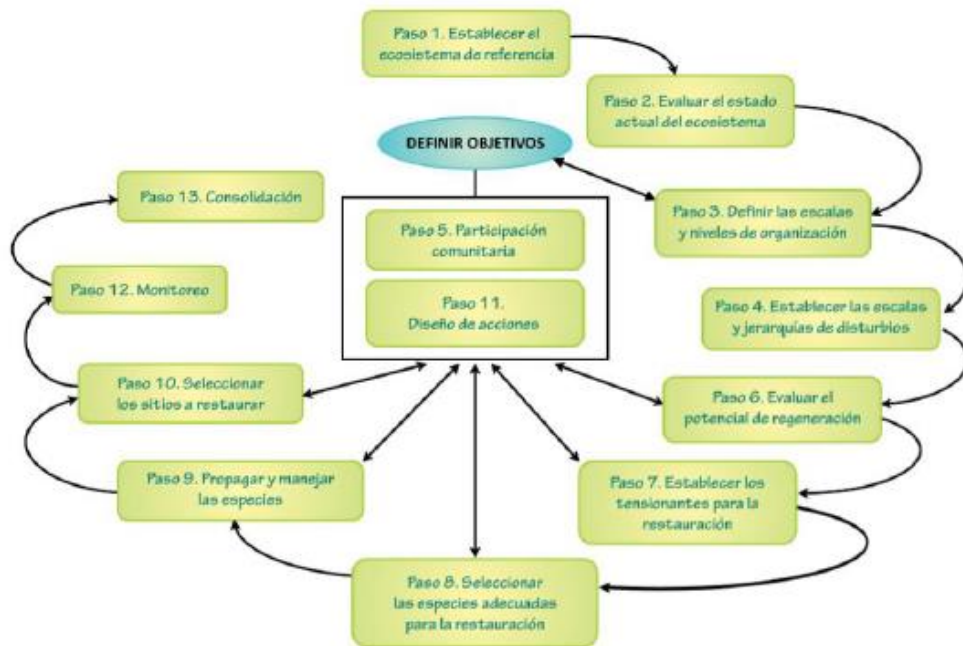 Paso 1. Establecer el
ecosistema de referencia
Paso 2. Evaluar el estado
actual del ecosistema
DEFINIR OBJETIVOS
Paso 13. Consolidación
Paso 3. Definir las escalas
y niveles de organización
Paso 5. Participación
comunitaria
Paso 12. Monitoreo
Paso 11.
Diseño de acciones
Paso 4. Establecer las escalas
y jerarquías de disturbios
Paso 10. Seleccionar
los sitios a restaurar
Paso 6. Evaluar el
potencial de regeneración
Paso 9. Propagar y manejar
las especies
Paso 7. Establecer los
tensionantes para la
restauración
Paso 8. Seleccionar
las especies adecuadas
para la restauración